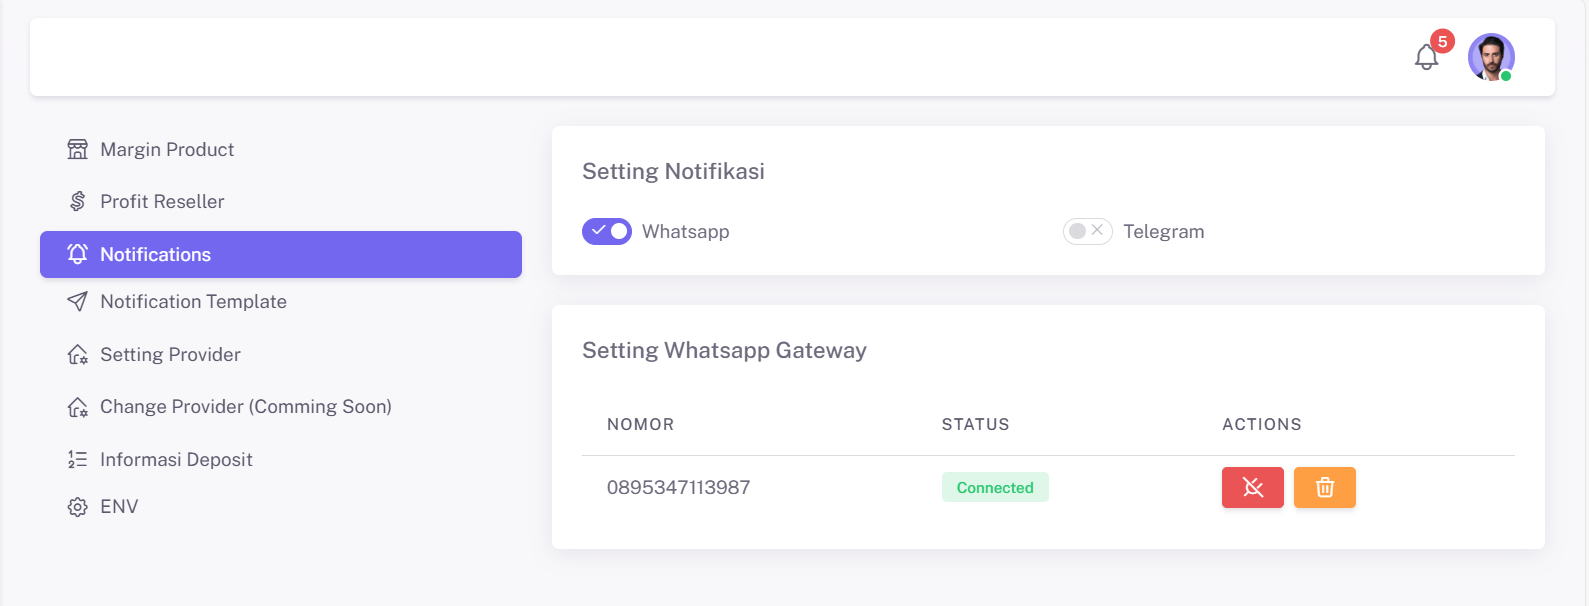 5
Margin Product
Profit Reseller
Notifications
Notification Template
Setting Provider
Change Provider (Comming Soon)
Informasi Deposit
ENV
Setting Notifikasi
Whatsapp
Telegram
Setting Whatsapp Gateway
NOMOR STATUS ACTIONS
0895347113987 Connected